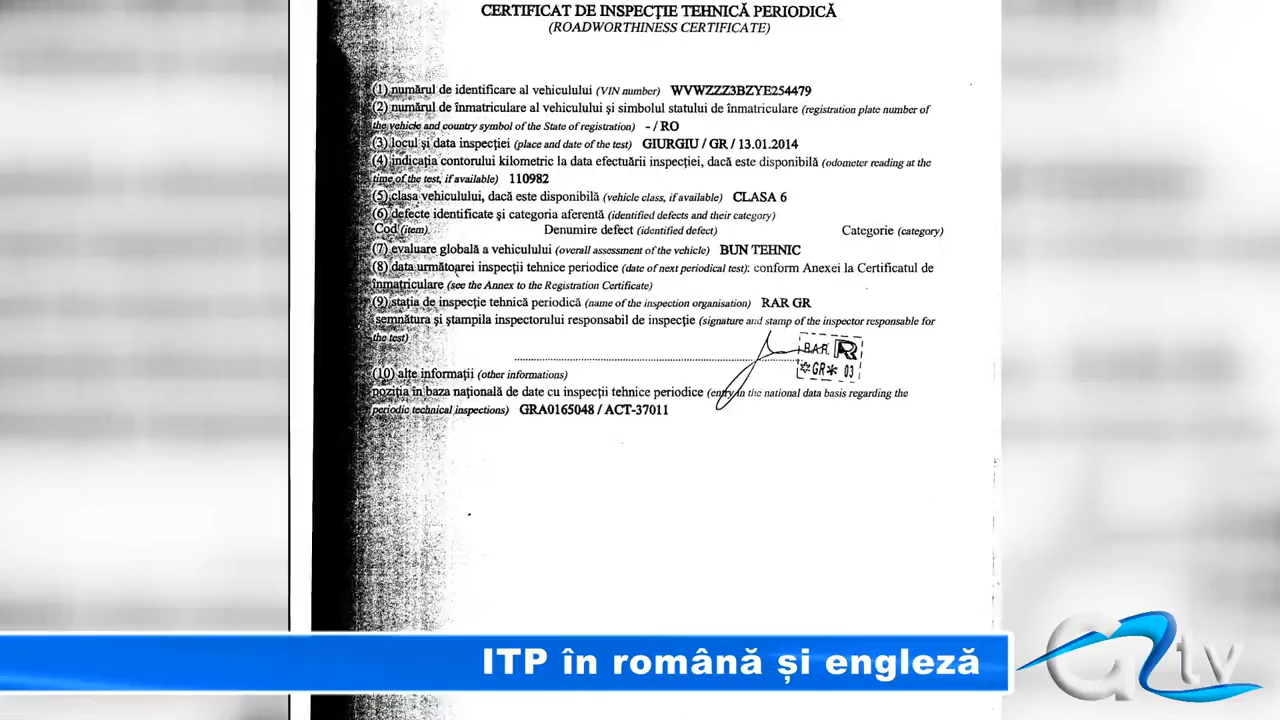 CERTIFICAT DE INSPECȚIE TEHNICĂ PERIODICĂ
(ROADWORTHINESS CERTIFICATE)
(1) numărul de identificare al vehiculului (VIN number) WVWZZZ3BZYE254479
(2) numărul de înmatriculare al vehiculului și simbolul statului de înmatriculare (registration plate number of
the vehicle and country symbol of the State of registration) - / RO
(3) locul și data inspecției (place and date of the test) GIURGIU / GR / 13.01.2014
(4) indicația contorului kilometric la data efectuării inspecției, dacă este disponibilă (odometer reading at the
time of the test, if available) 110982
(5) clasa vehiculului, dacă este disponibilă (vehicle class, if available) CLASA 6
(6) defecte identificate și categoria aferentă (identified defects and their category)
Cod (item) Denumire defect (identified defect) Categorie (category)
(7) evaluare globală a vehiculului (overall assessment of the vehicle) BUN TEHNIC
(8) data următoarei inspecții tehnice periodice (date of next periodical test): conform Anexei la Certificatul de
înmatriculare (see the Annex to the Registration Certificate)
(9) stația de inspecție tehnică periodică (name of the inspection organisation) RAR GR
semnătura și ștampila inspectorului responsabil de inspecție (signature and stamp of the inspector responsable for
the test)
R.A.R. R
*GR* 03
(10) alte informații (other informations)
poziția în baza națională de date cu inspecții tehnice periodice (entry in the national data basis regarding the
periodic technical inspections) GRA0165048 / ACT-37011
ITP în română și engleză
G2tv